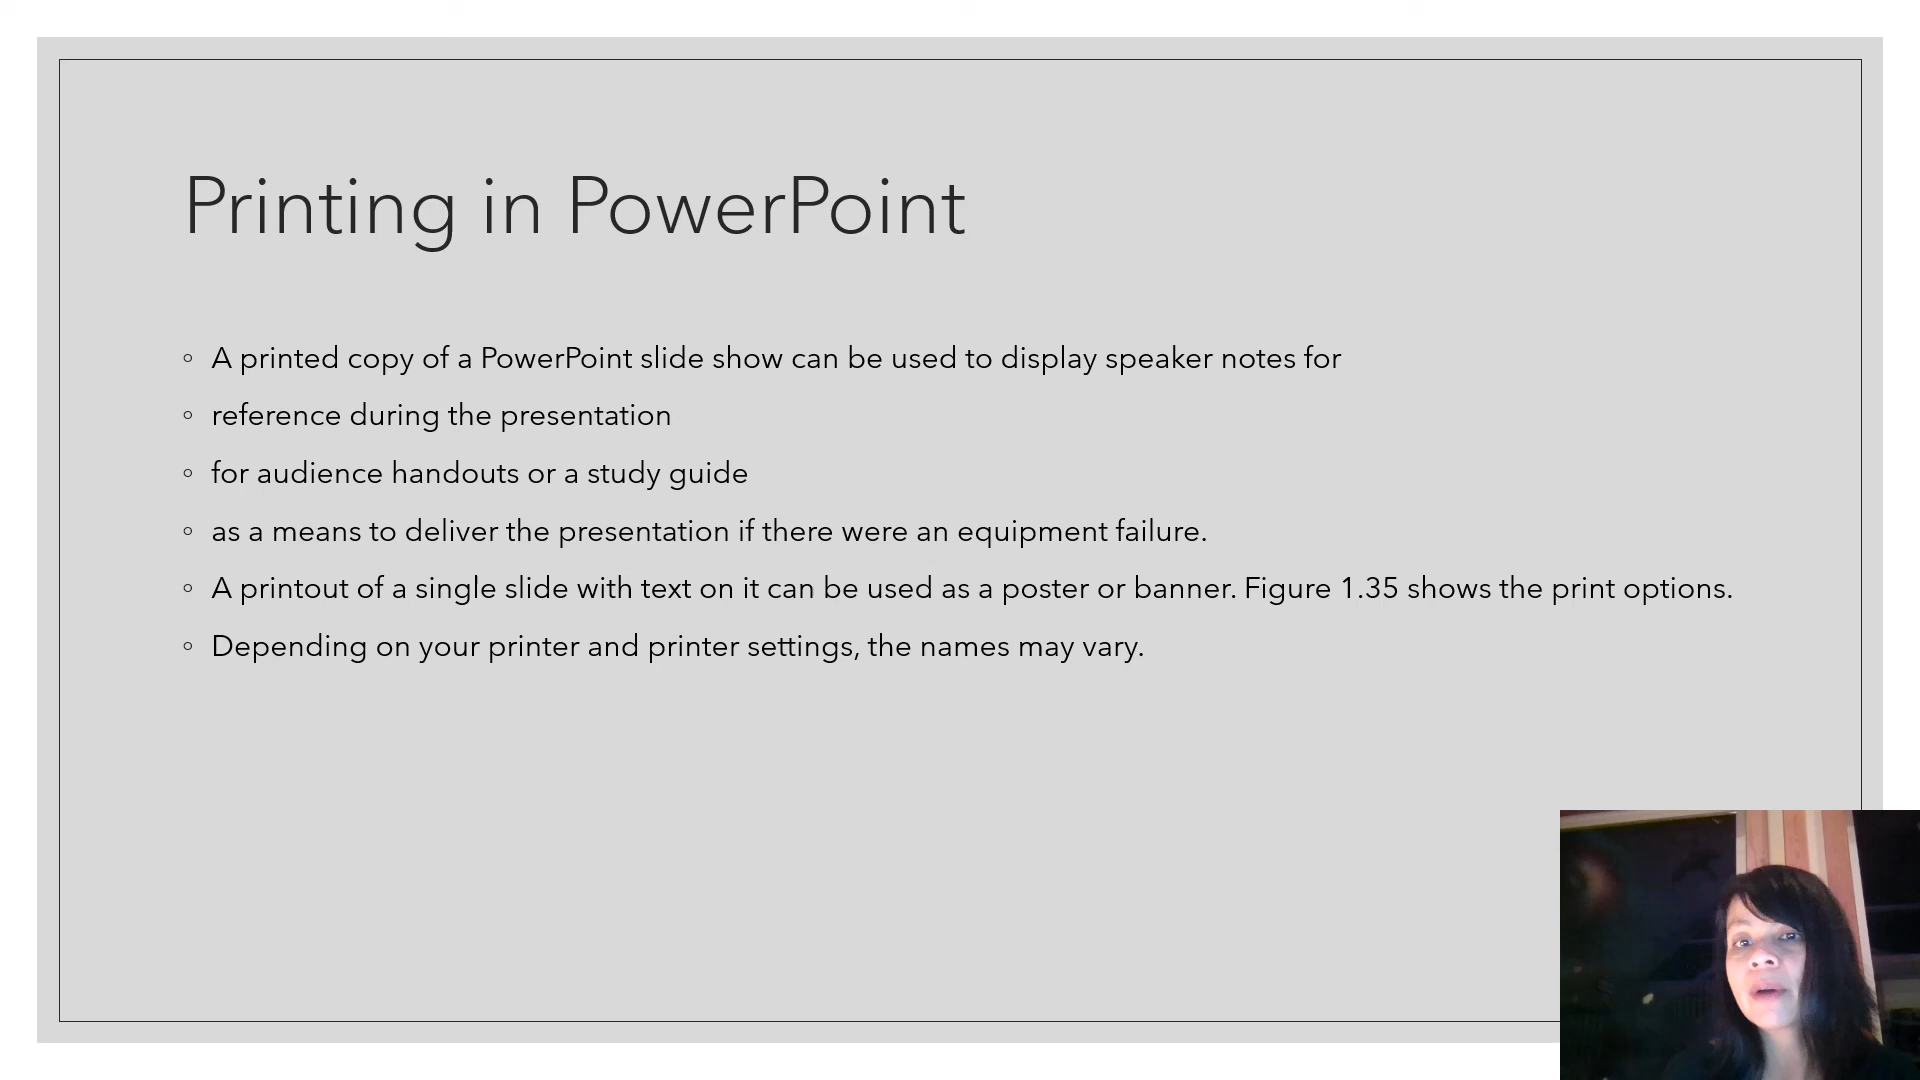 Printing in PowerPoint
◦ A printed copy of a PowerPoint slide show can be used to display speaker notes for
◦ reference during the presentation
◦ for audience handouts or a study guide
◦ as a means to deliver the presentation if there were an equipment failure.
◦ A printout of a single slide with text on it can be used as a poster or banner. Figure 1.35 shows the print options.
◦ Depending on your printer and printer settings, the names may vary.